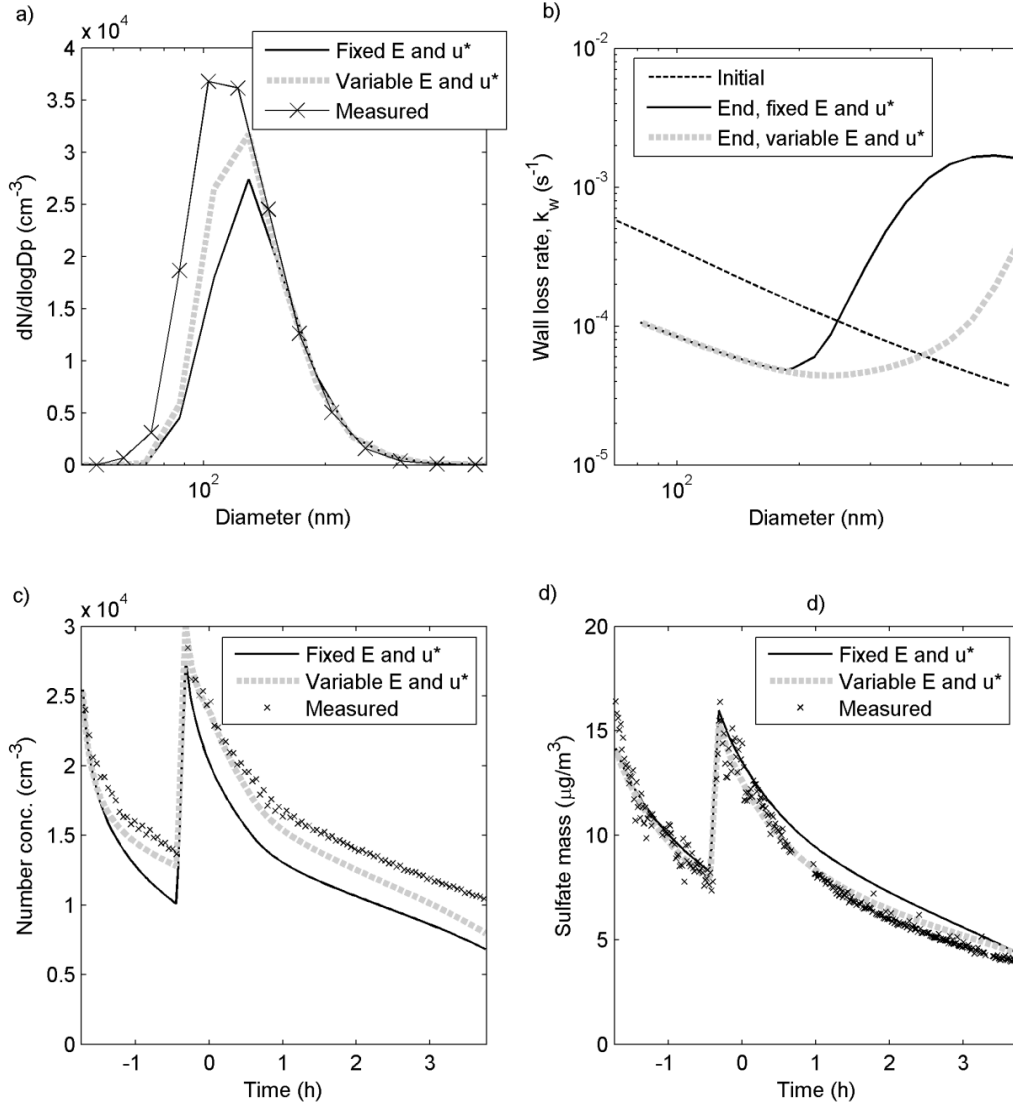 a)
x 10^4
4
3.5
3
2.5
2
1.5
1
0.5
0
dN/dlogDp (cm^-3)
10^2
Diameter (nm)
Fixed E and u*
Variable E and u*
Measured
b)
10^-2
10^-3
10^-4
10^-5
Wall loss rate, k_w (s^-1)
10^2
Diameter (nm)
Initial
End, fixed E and u*
End, variable E and u*
c)
x 10^4
3
2.5
2
1.5
1
0.5
0
Number conc. (cm^-3)
-1 0 1 2 3
Time (h)
Fixed E and u*
Variable E and u*
Measured
d)
d)
20
15
10
5
0
Sulfate mass (μg/m^3)
-1 0 1 2 3
Time (h)
Fixed E and u*
Variable E and u*
Measured